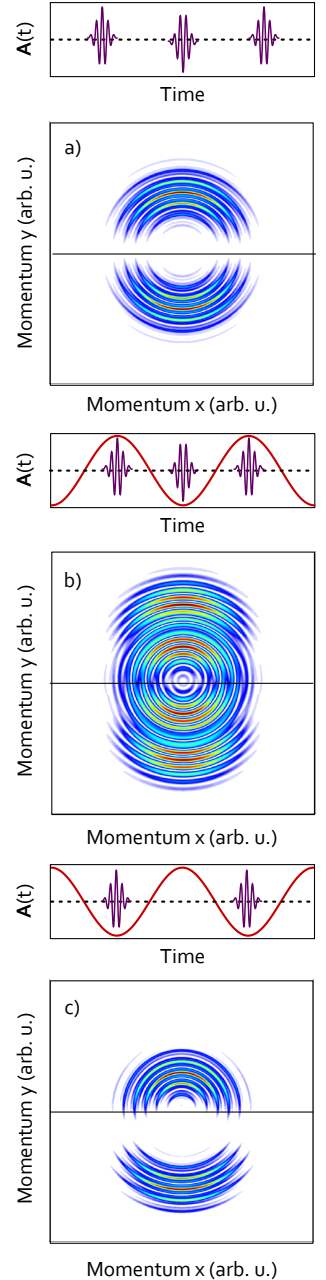 A(t)
Time
a)
Momentum y (arb. u.)
Momentum x (arb. u.)
A(t)
Time
b)
Momentum y (arb. u.)
Momentum x (arb. u.)
A(t)
Time
c)
Momentum y (arb. u.)
Momentum x (arb. u.)